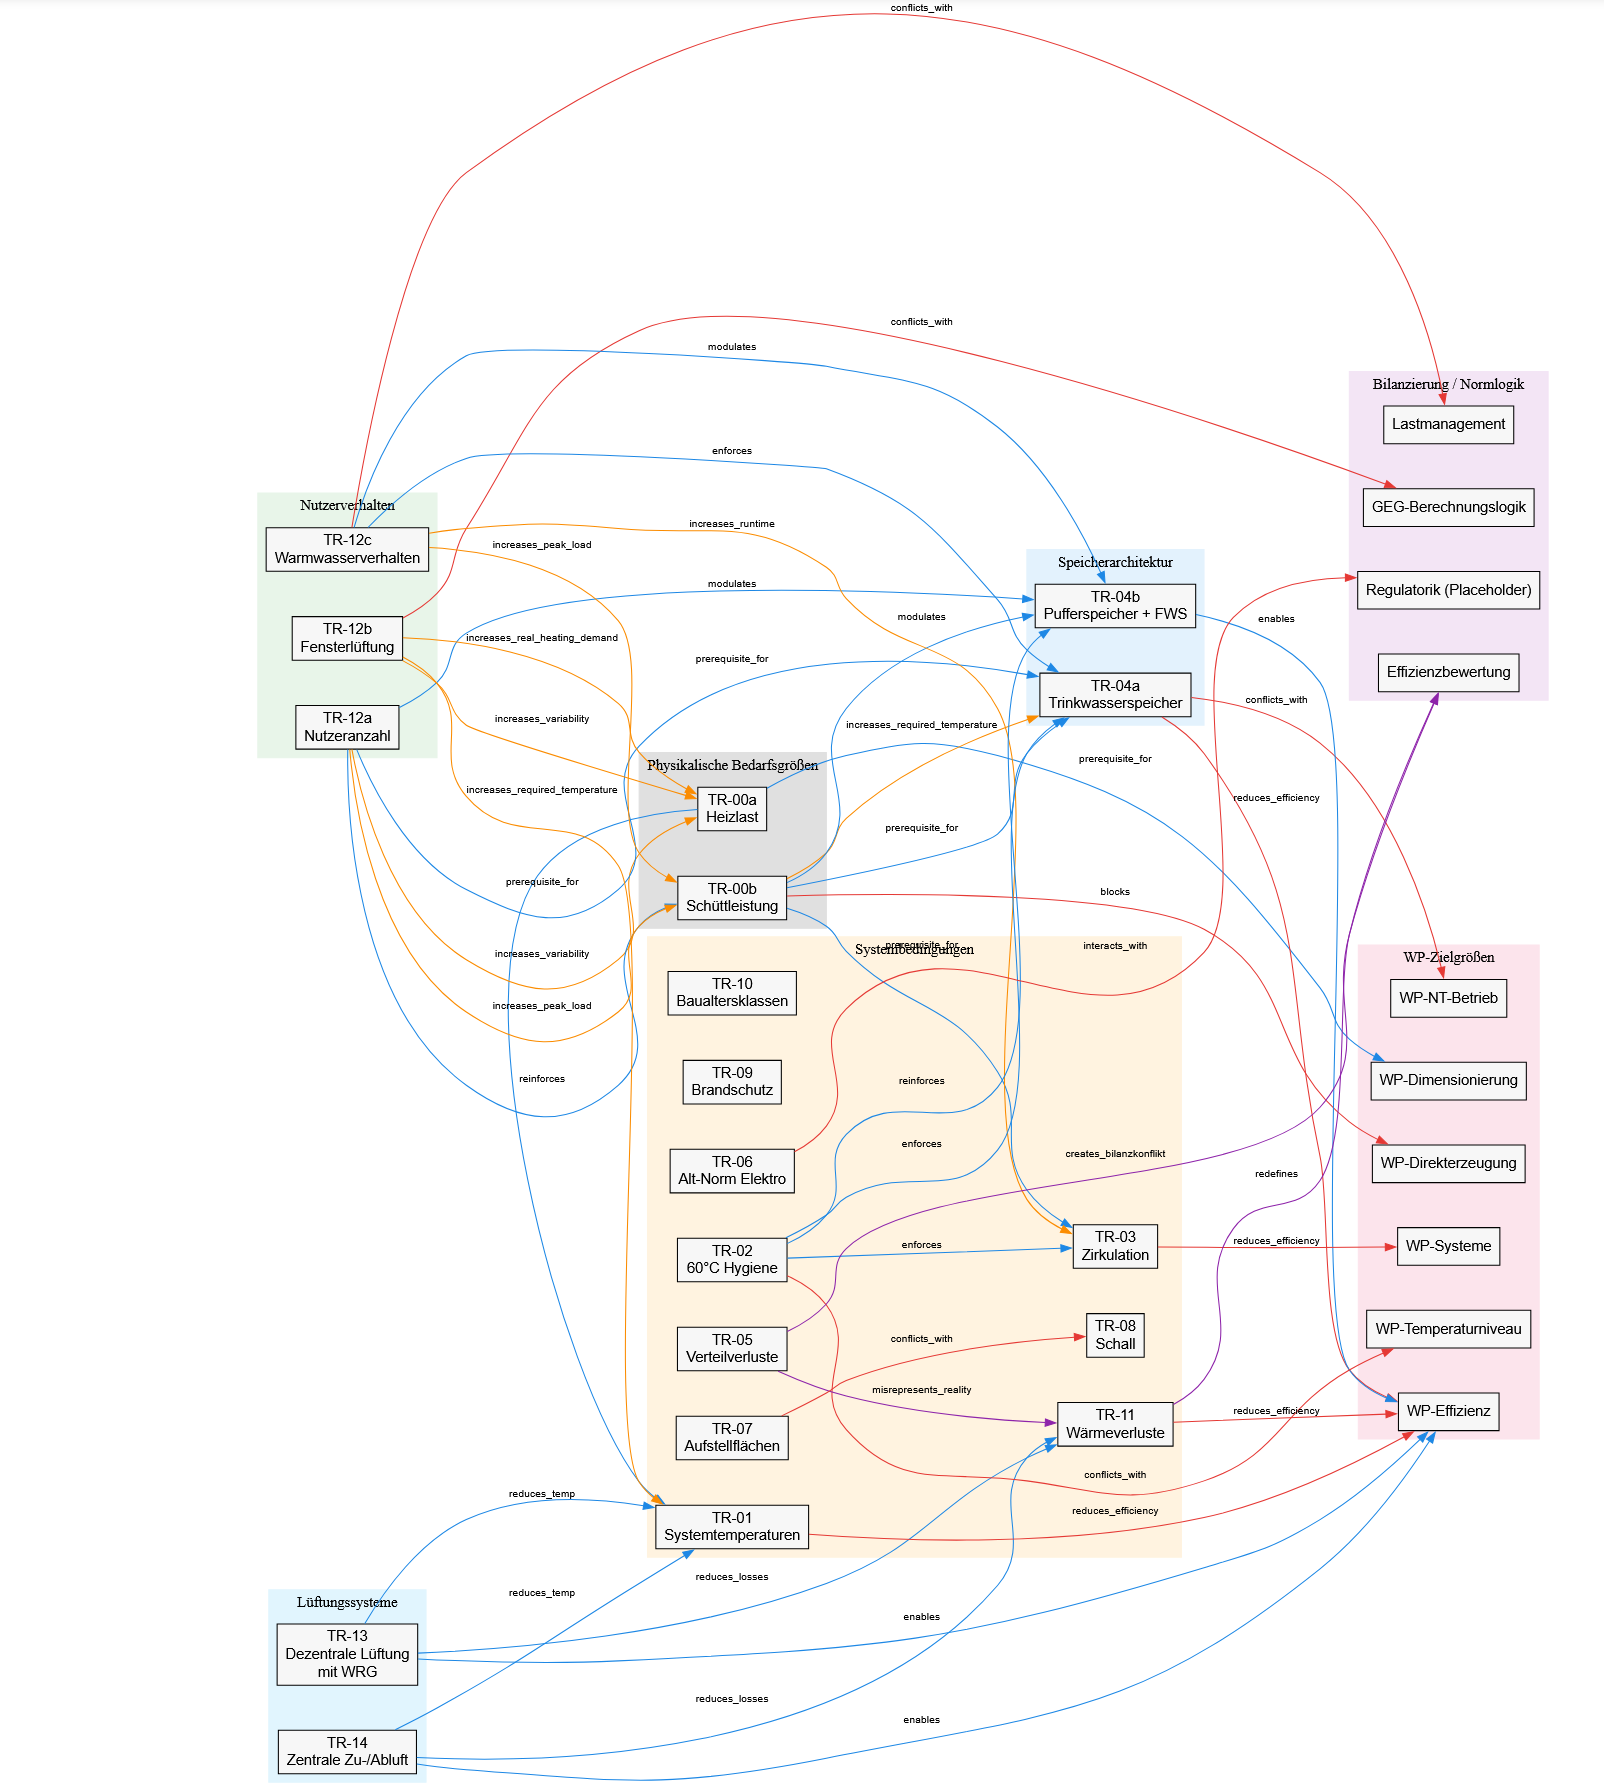 conflicts_with
conflicts_with
modulates
Bilanzierung / Normlogik
Lastmanagement
enforces
Nutzerverhalten
GEG-Berechnungslogik
increases_runtime
TR-12c
Warmwasserverhalten
increases_peak_load
Speicherarchitektur
modulates
Regulatorik (Placeholder)
TR-04b
Pufferspeicher + FWS
modulates
enables
TR-12b
Fensterlüftung
increases_real_heating_demand
prerequisite_for
Effizienzbewertung
TR-04a
Trinkwasserspeicher
conflicts_with
TR-12a
Nutzeranzahl
increases_variability
increases_required_temperature
Physikalische Bedarfsgrößen
prerequisite_for
increases_required_temperature
TR-00a
Heizlast
reduces_efficiency
prerequisite_for
prerequisite_for
TR-00b
Schüttleistung
blocks
prerequisite_for
Systembedingungen
interacts_with
increases_variability
WP-Zielgrößen
TR-10
Baualtersklassen
WP-NT-Betrieb
increases_peak_load
reinforces
TR-09
Brandschutz
reinforces
WP-Dimensionierung
enforces
creates_bilanzkonflikt
TR-06
Alt-Norm Elektro
redefines
WP-Direkterzeugung
TR-02
60°C Hygiene
enforces
TR-03
Zirkulation
reduces_efficiency
WP-Systeme
TR-05
Verteilverluste
conflicts_with
TR-08
Schall
WP-Temperaturniveau
misrepresents_reality
TR-07
Aufstellflächen
TR-11
Wärmeverluste
reduces_efficiency
WP-Effizienz
conflicts_with
reduces_temp
TR-01
Systemtemperaturen
reduces_efficiency
reduces_losses
reduces_temp
Lüftungssysteme
TR-13
Dezentrale Lüftung
mit WRG
enables
reduces_losses
enables
TR-14
Zentrale Zu-/Abluft